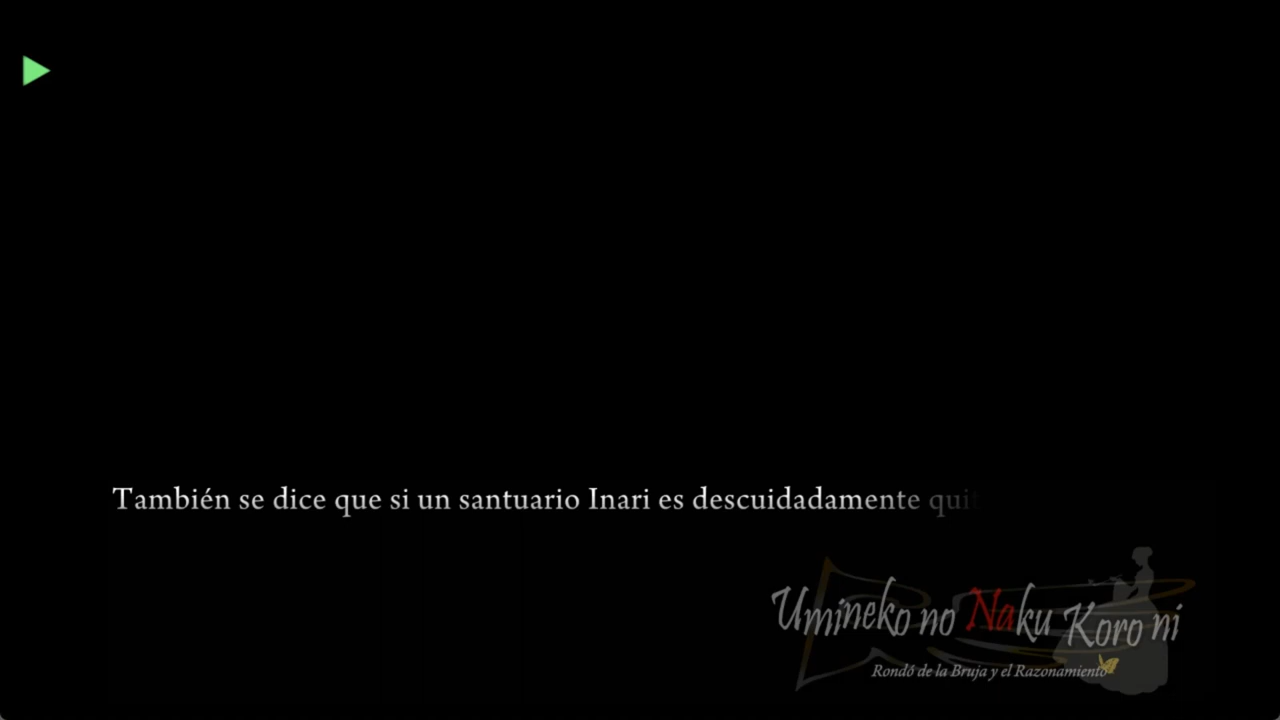 También se dice que si un santuario Inari es descuidadamente quit
Umineko no Naku Koro ni
Rondó de la Bruja y el Razonamiento